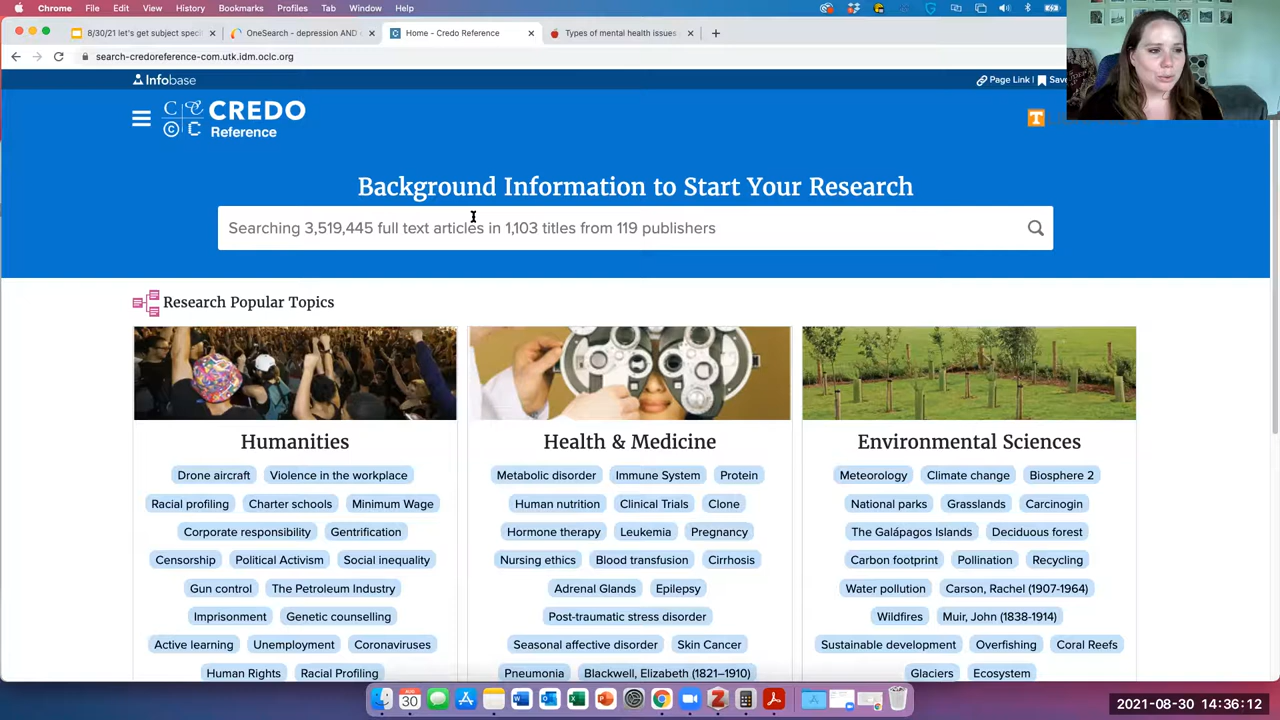 Chrome File Edit View History Bookmarks Profiles Tab Window Help
8/30/21 let's get subject speci
OneSearch - depression AND
Home - Credo Reference
Types of mental health issues
search-credoreference-com.utk.idm.oclc.org
Infobase
Page Link | Save
CREDO
Reference
T
Background Information to Start Your Research
Searching 3,519,445 full text articles in 1,103 titles from 119 publishers
Research Popular Topics
Humanities
Drone aircraft Violence in the workplace
Racial profiling Charter schools Minimum Wage
Corporate responsibility Gentrification
Censorship Political Activism Social inequality
Gun control The Petroleum Industry
Imprisonment Genetic counselling
Active learning Unemployment Coronaviruses
Human Rights Racial Profiling
Health & Medicine
Metabolic disorder Immune System Protein
Human nutrition Clinical Trials Clone
Hormone therapy Leukemia Pregnancy
Nursing ethics Blood transfusion Cirrhosis
Adrenal Glands Epilepsy
Post-traumatic stress disorder
Seasonal affective disorder Skin Cancer
Pneumonia Blackwell, Elizabeth (1821–1910)
Environmental Sciences
Meteorology Climate change Biosphere 2
National parks Grasslands Carcinogen
The Galápagos Islands Deciduous forest
Carbon footprint Pollination Recycling
Water pollution Carson, Rachel (1907-1964)
Wildfires Muir, John (1838-1914)
Sustainable development Overfishing Coral Reefs
Glaciers Ecosystem
AUG
30
2021-08-30 14:36:12